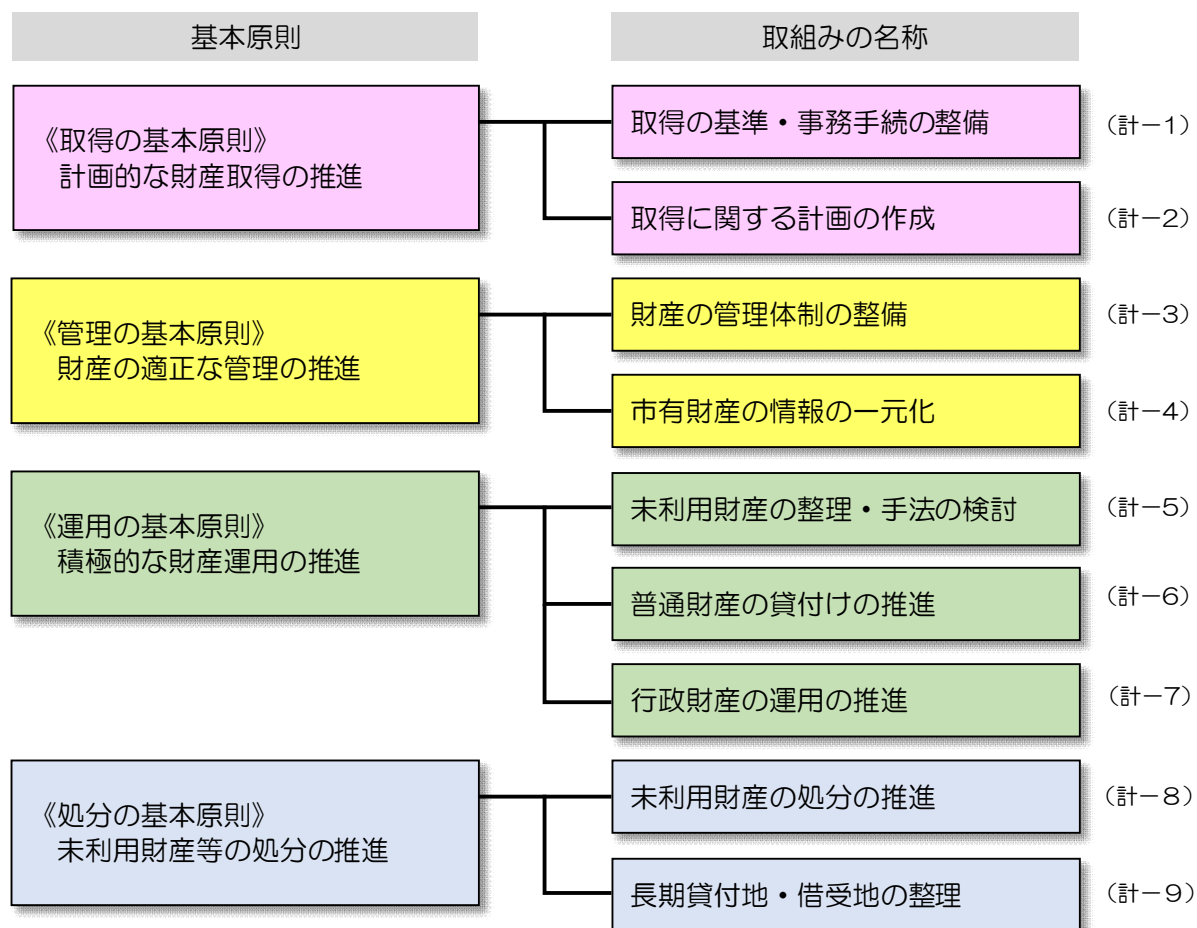 基本原則
取組みの名称
《取得の基本原則》
計画的な財産取得の推進
取得の基準・事務手続の整備
（計－1）
取得に関する計画の作成
（計－2）
《管理の基本原則》
財産の適正な管理の推進
財産の管理体制の整備
（計－3）
市有財産の情報の一元化
（計－4）
《運用の基本原則》
積極的な財産運用の推進
未利用財産の整理・手法の検討
（計－5）
普通財産の貸付けの推進
（計－6）
行政財産の運用の推進
（計－7）
《処分の基本原則》
未利用財産等の処分の推進
未利用財産の処分の推進
（計－8）
長期貸付地・借受地の整理
（計－9）